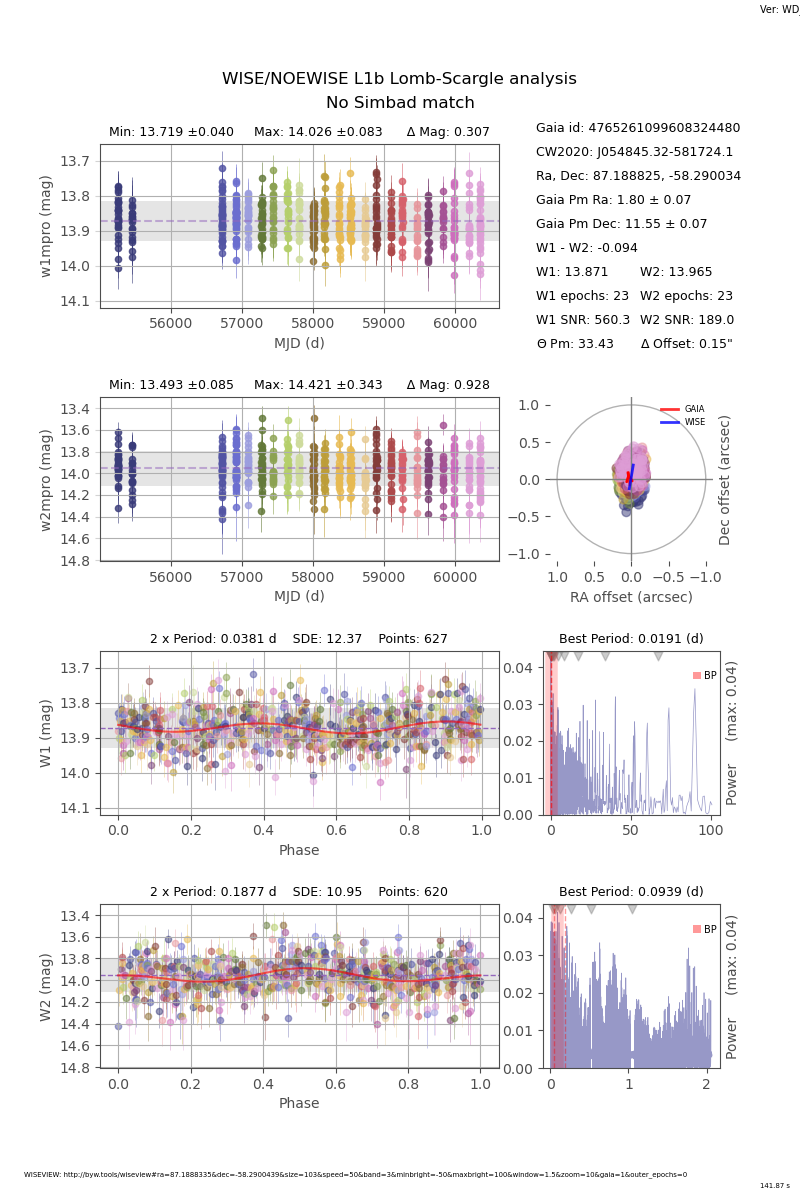 Ver: WD
WISE/NOEWISE L1b Lomb-Scargle analysis
No Simbad match
Min: 13.719 ±0.040 Max: 14.026 ±0.083 Δ Mag: 0.307
13.7
13.8
13.9
14.0
14.1
w1mpro (mag)
56000 57000 58000 59000 60000
MJD (d)
Gaia id: 4765261099608324480
CW2020: J054845.32-581724.1
Ra, Dec: 87.188825, -58.290034
Gaia Pm Ra: 1.80 ± 0.07
Gaia Pm Dec: 11.55 ± 0.07
W1 - W2: -0.094
W1: 13.871 W2: 13.965
W1 epochs: 23 W2 epochs: 23
W1 SNR: 560.3 W2 SNR: 189.0
Θ Pm: 33.43 Δ Offset: 0.15"
Min: 13.493 ±0.085 Max: 14.421 ±0.343 Δ Mag: 0.928
13.4
13.6
13.8
14.0
14.2
14.4
14.6
14.8
w2mpro (mag)
56000 57000 58000 59000 60000
MJD (d)
GAIA
WISE
1.0
0.5
0.0
−0.5
−1.0
Dec offset (arcsec)
1.0 0.5 0.0 −0.5 −1.0
RA offset (arcsec)
2 x Period: 0.0381 d SDE: 12.37 Points: 627
13.7
13.8
13.9
14.0
14.1
W1 (mag)
0.0 0.2 0.4 0.6 0.8 1.0
Phase
Best Period: 0.0191 (d)
BP
0.04
0.03
0.02
0.01
0.00
Power (max: 0.04)
0 50 100
2 x Period: 0.1877 d SDE: 10.95 Points: 620
13.4
13.6
13.8
14.0
14.2
14.4
14.6
14.8
W2 (mag)
0.0 0.2 0.4 0.6 0.8 1.0
Phase
Best Period: 0.0939 (d)
BP
0.04
0.03
0.02
0.01
0.00
Power (max: 0.04)
0 1 2
WISEVIEW: http://byw.tools/wiseview#ra=87.1888335&dec=-58.2900439&size=103&speed=50&band=3&minbright=-50&maxbright=100&window=1.5&zoom=10&gaia=1&outer_epochs=0
141.87 s